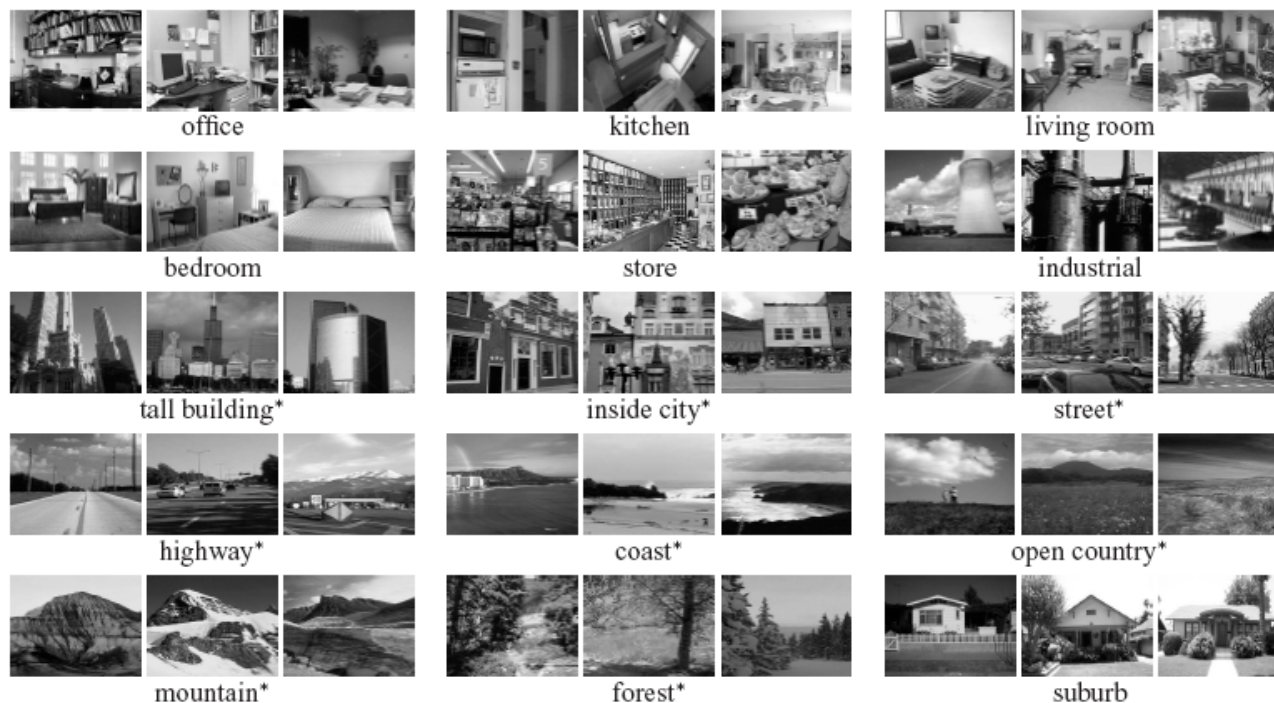 office kitchen living room
bedroom store industrial
tall building* inside city* street*
highway* coast* open country*
mountain* forest* suburb